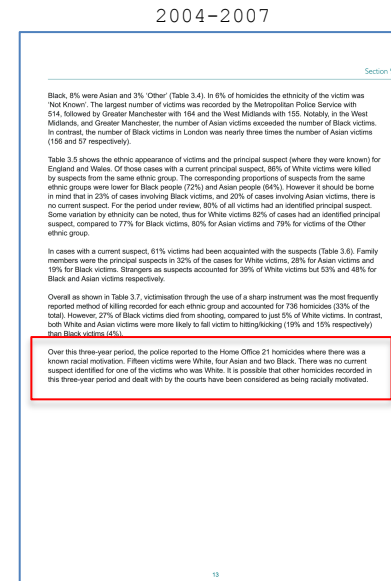 2004-2007
Section
Black, 8% were Asian and 3% 'Other' (Table 3.4). In 6% of homicides the ethnicity of the victim was
'Not Known'. The largest number of victims was recorded by the Metropolitan Police Service with
514, followed by Greater Manchester with 164 and the West Midlands with 155. Notably, in the West
Midlands, and Greater Manchester, the number of Asian victims exceeded the number of Black victims.
In contrast, the number of Black victims in London was nearly three times the number of Asian victims
(156 and 57 respectively).
Table 3.5 shows the ethnic appearance of victims and the principal suspect (where they were known) for
England and Wales. Of those cases with a current principal suspect, 86% of White victims were killed
by suspects from the same ethnic group. The corresponding proportions of suspects from the same
ethnic groups were lower for Black people (72%) and Asian people (64%). However it should be borne
in mind that in 23% of cases involving Black victims, and 20% of cases involving Asian victims, there is
no current suspect. For the period under review, 80% of all victims had an identified principal suspect.
Some variation by ethnicity can be noted, thus for White victims 82% of cases had an identified principal
suspect, compared to 77% for Black victims, 80% for Asian victims and 79% for victims of the Other
ethnic group.
In cases with a current suspect, 61% victims had been acquainted with the suspects (Table 3.6). Family
members were the principal suspects in 32% of the cases for White victims, 28% for Asian victims and
19% for Black victims. Strangers as suspects accounted for 39% of White victims but 53% and 48% for
Black and Asian victims respectively.
Overall as shown in Table 3.7, victimisation through the use of a sharp instrument was the most frequently
reported method of killing recorded for each ethnic group and accounted for 736 homicides (33% of the
total). However, 27% of Black victims died from shooting, compared to just 5% of White victims. In contrast,
both White and Asian victims were more likely to fall victim to hitting/kicking (19% and 15% respectively)
than Black victims (4%).
Over this three-year period, the police reported to the Home Office 21 homicides where there was a
known racial motivation. Fifteen victims were White, four Asian and two Black. There was no current
suspect identified for one of the victims who was White. It is possible that other homicides recorded in
this three-year period and dealt with by the courts have been considered as being racially motivated.
13